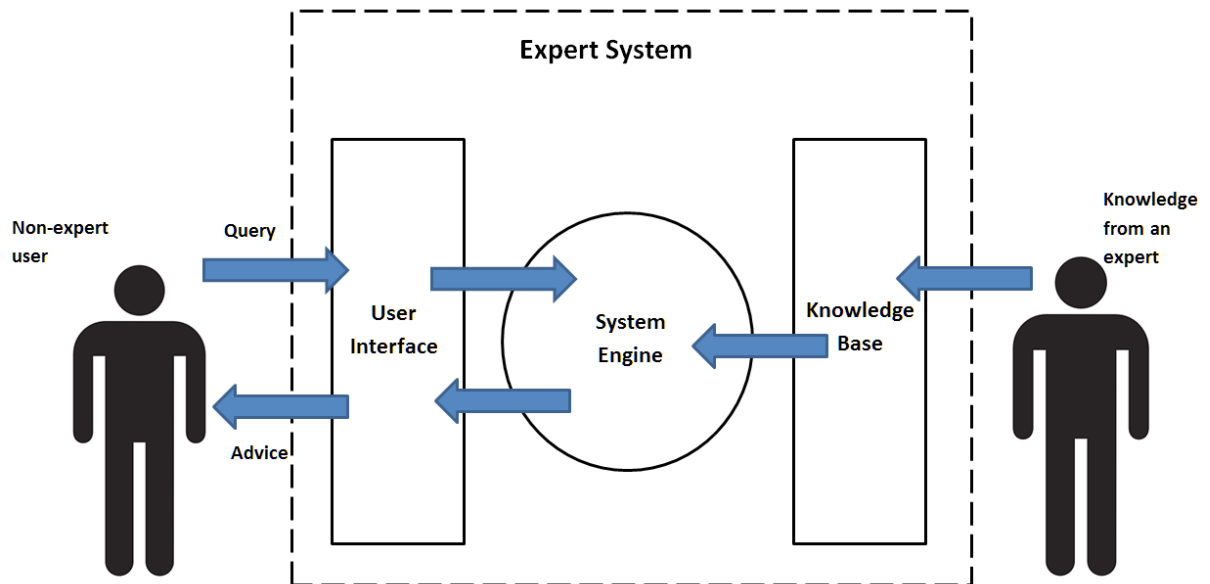 Expert System
Non-expert
user
Query
User
Interface
Advice
System
Engine
Knowledge
Base
Knowledge
from an
expert